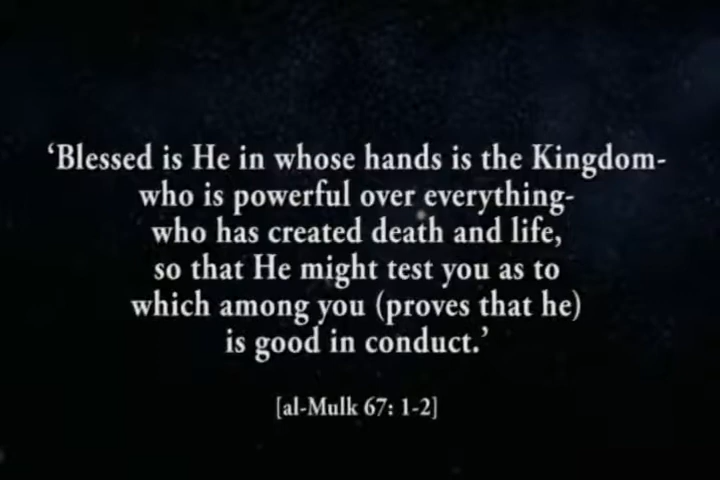 ‘Blessed is He in whose hands is the Kingdom-
who is powerful over everything-
who has created death and life,
so that He might test you as to
which among you (proves that he)
is good in conduct.’
[al-Mulk 67: 1-2]